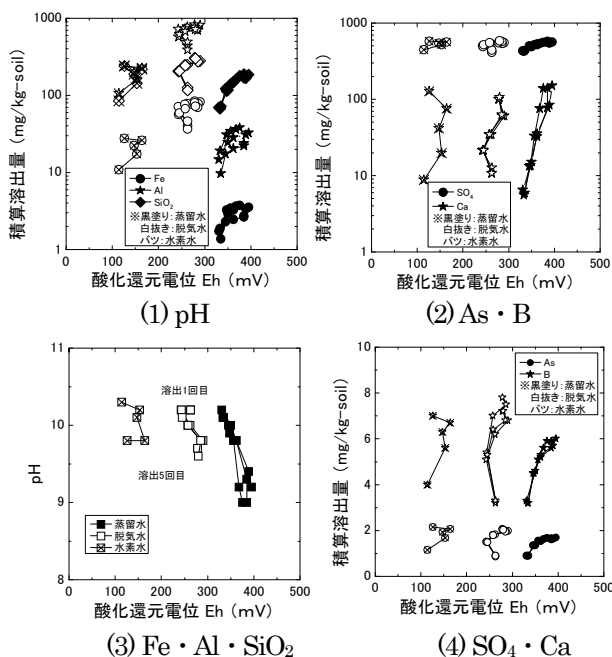 積算溶出量 (mg/kg-soil)
1000
100
10
1
0 100 200 300 400 500
Fe
Al
SiO₂
※黒塗り:蒸留水
白抜き:脱気水
バツ:水素水
酸化還元電位 Eh (mV)
(1) pH
積算溶出量 (mg/kg-soil)
1000
100
10
1
0 100 200 300 400 500
SO₄
Ca
※黒塗り:蒸留水
白抜き:脱気水
バツ:水素水
酸化還元電位 Eh (mV)
(2) As・B
pH
11
10
9
8
0 100 200 300 400 500
溶出1回目
溶出5回目
蒸留水
脱気水
水素水
酸化還元電位 Eh (mV)
(3) Fe・Al・SiO₂
積算溶出量 (mg/kg-soil)
10
8
6
4
2
0
0 100 200 300 400 500
As
B
※黒塗り:蒸留水
白抜き:脱気水
バツ:水素水
酸化還元電位 Eh (mV)
(4) SO₄・Ca